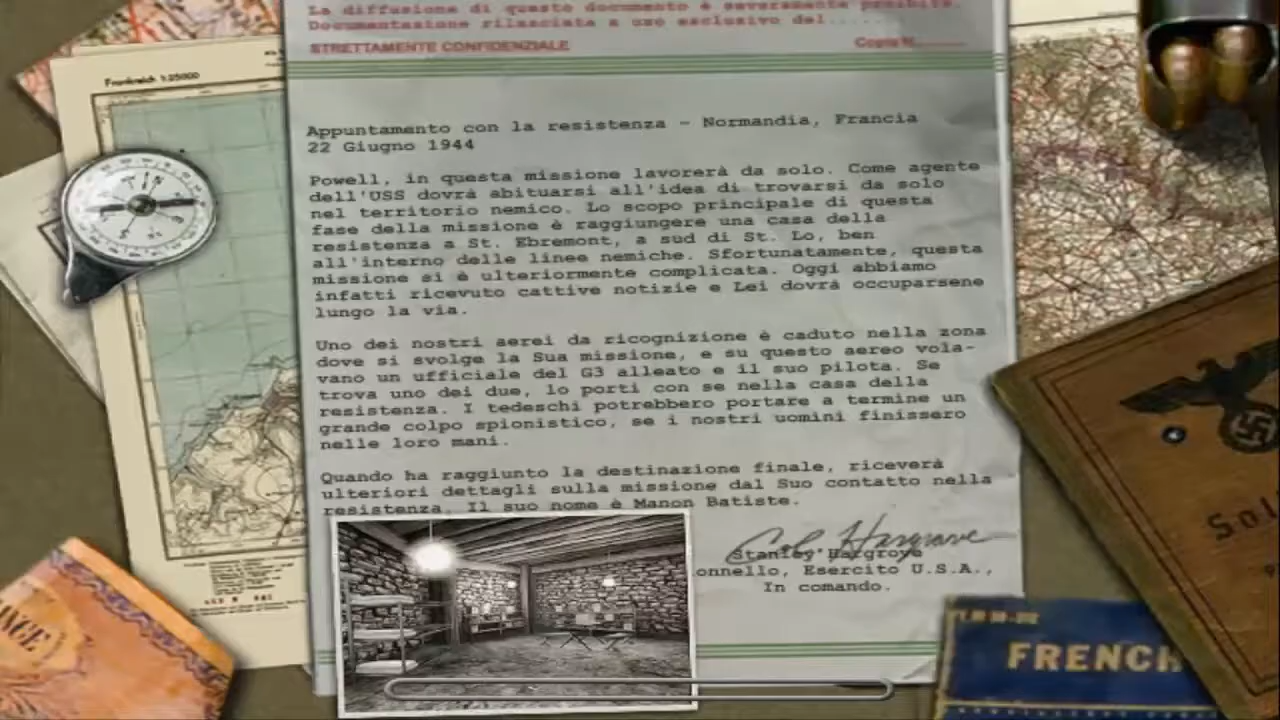 La diffusione di questo documento è severamente proibita.
Documentazione rilasciata a uso esclusivo del.....
STRETTAMENTE CONFIDENZIALE
Copia N.
Frankreich 1:25000
Appuntamento con la resistenza - Normandia, Francia
22 Giugno 1944
Powell, in questa missione lavorerà da solo. Come agente
dell'OSS dovrà abituarsi all'idea di trovarsi da solo
nel territorio nemico. Lo scopo principale di questa
fase della missione è raggiungere una casa della
resistenza a St. Ebremont, a sud di St. Lo, ben
all'interno delle linee nemiche. Sfortunatamente, questa
missione si è ulteriormente complicata. Oggi abbiamo
infatti ricevuto cattive notizie e Lei dovrà occuparsene
lungo la via.
Uno dei nostri aerei da ricognizione è caduto nella zona
dove si svolge la Sua missione, e su questo aereo vola-
vano un ufficiale del G3 alleato e il suo pilota. Se
trova uno dei due, lo porti con se nella casa della
resistenza. I tedeschi potrebbero portare a termine un
grande colpo spionistico, se i nostri uomini finissero
nelle loro mani.
Quando ha raggiunto la destinazione finale, riceverà
ulteriori dettagli sulla missione dal Suo contatto nella
resistenza. Il suo nome è Manon Batiste.
Col Hargrove
Stanley Hargrove
onnello, Esercito U.S.A.,
In comando.
FRENCH
Sol